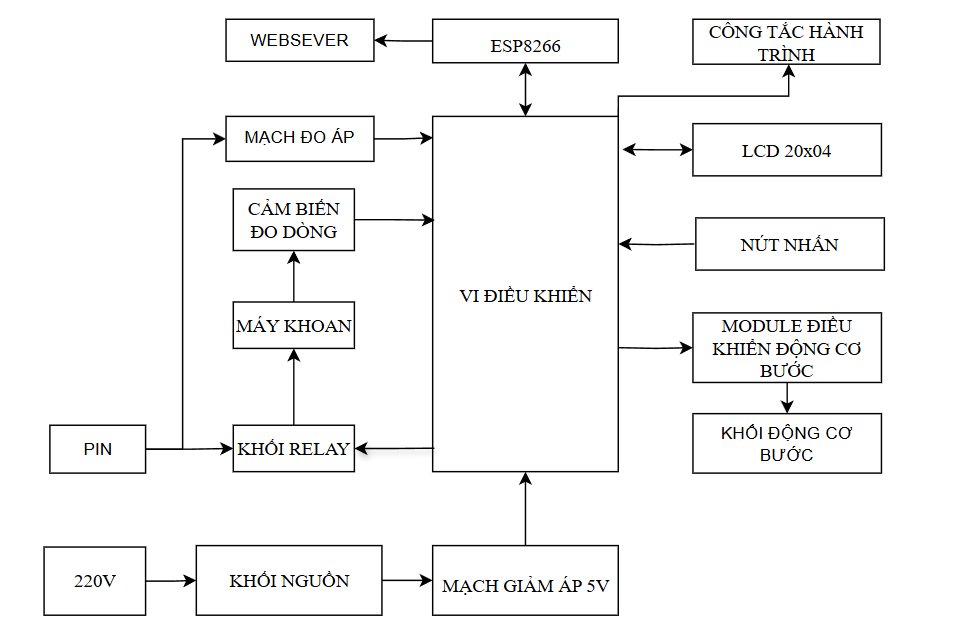 WEBSEVER
ESP8266
CÔNG TẮC HÀNH
TRÌNH
MẠCH ĐO ÁP
LCD 20x04
CẢM BIẾN
ĐO DÒNG
NÚT NHẤN
VI ĐIỀU KHIỂN
MÁY KHOAN
MODULE ĐIỀU
KHIỂN ĐỘNG CƠ
BƯỚC
PIN
KHỐI RELAY
KHỐI ĐỘNG CƠ
BƯỚC
220V
KHỐI NGUỒN
MẠCH GIẢM ÁP 5V